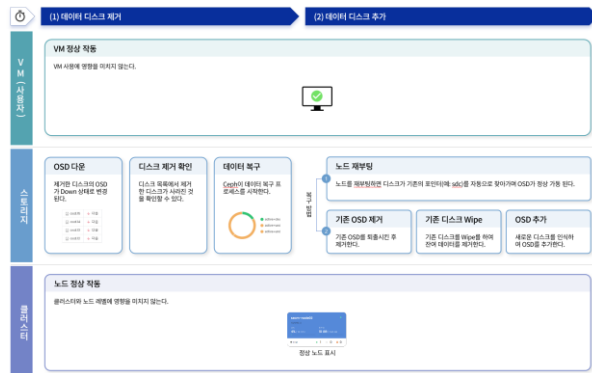 (1) 데이터 디스크 제거
(2) 데이터 디스크 추가
VM(사용자)
VM 정상 작동
VM 사용에 영향을 미치지 않는다.
스토리지
OSD 다운
제거한 디스크의 OSD
가 Down 상태로 변경
된다.
디스크 제거 확인
디스크 목록에서 제거
한 디스크가 사라진 것
을 확인할 수 있다.
데이터 복구
Ceph이 데이터 복구 프
로세스를 시작한다.
복구 방법
1
노드 재부팅
노드를 재부팅하면 디스크가 기존의 포인터(예: sdc)를 자동으로 찾아가며 OSD가 정상 가동 된다.
2
기존 OSD 제거
기존 OSD를 퇴출시킨 후
제거한다.
기존 디스크 Wipe
기존 디스크를 Wipe를 하여
잔여 데이터를 제거한다.
OSD 추가
새로운 디스크를 인식하
여 OSD를 추가한다.
클러스터
노드 정상 작동
클러스터와 노드 레벨에 영향을 미치지 않는다.
정상 노드 표시